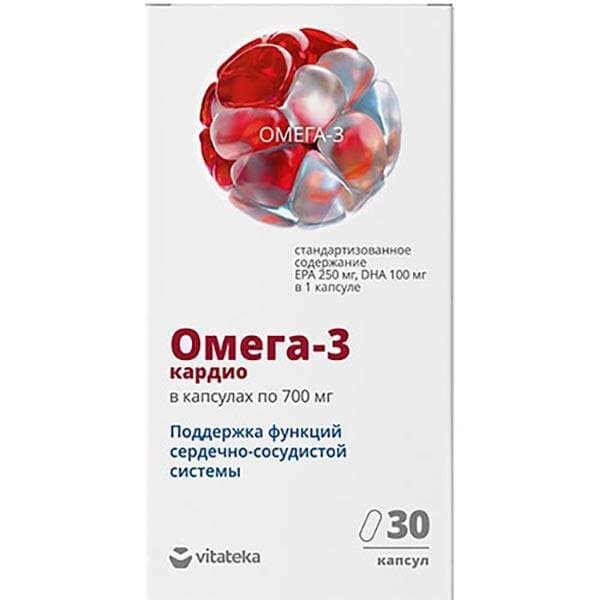 ОМЕГА-3
стандартизованное
содержание
EPA 250 мг, DHA 100 мг
в 1 капсуле
Омега-3
кардио
в капсулах по 700 мг
Поддержка функций
сердечно-сосудистой
системы
vitateka
30
капсул